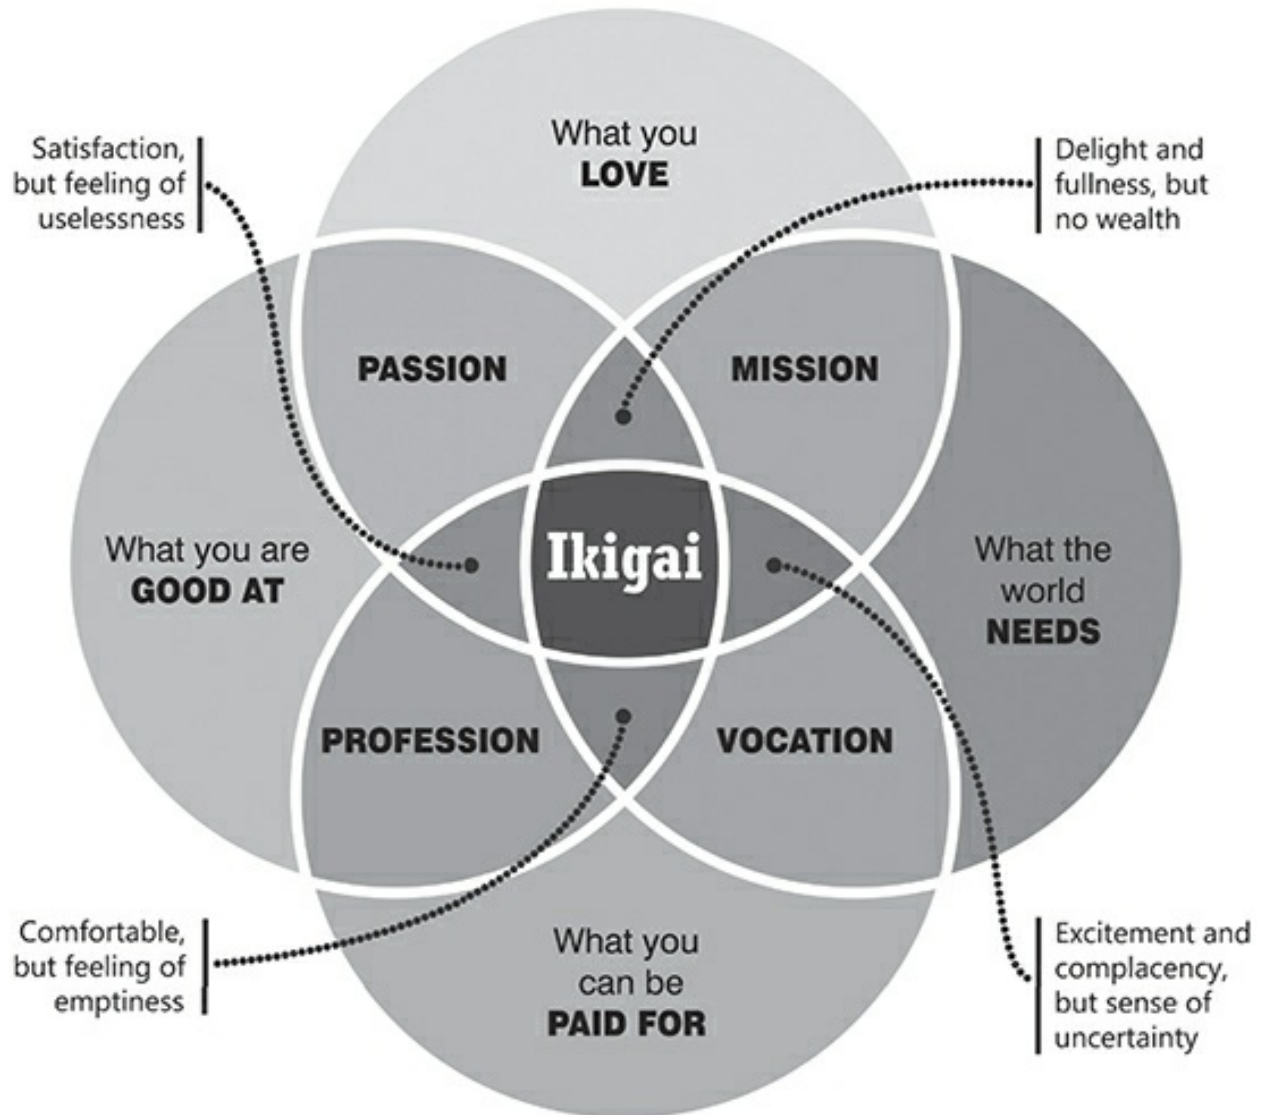 What you
LOVE
Satisfaction,
but feeling of
uselessness
Delight and
fullness, but
no wealth
PASSION
MISSION
What you are
GOOD AT
Ikigai
What the
world
NEEDS
PROFESSION
VOCATION
Comfortable,
but feeling of
emptiness
What you
can be
PAID FOR
Excitement and
complacency,
but sense of
uncertainty